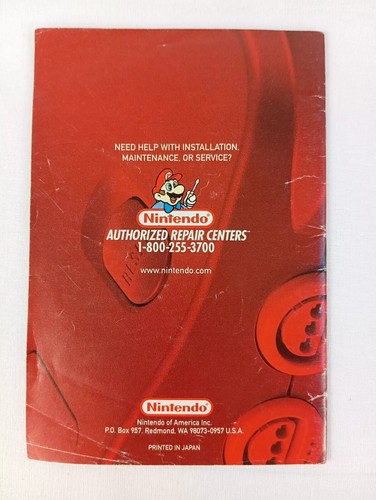 NEED HELP WITH INSTALLATION,
MAINTENANCE, OR SERVICE?
Nintendo®
AUTHORIZED REPAIR CENTERS℠
1-800-255-3700
www.nintendo.com
Nintendo®
Nintendo of America Inc.
P.O. Box 957, Redmond, WA 98073-0957 U.S.A.
PRINTED IN JAPAN